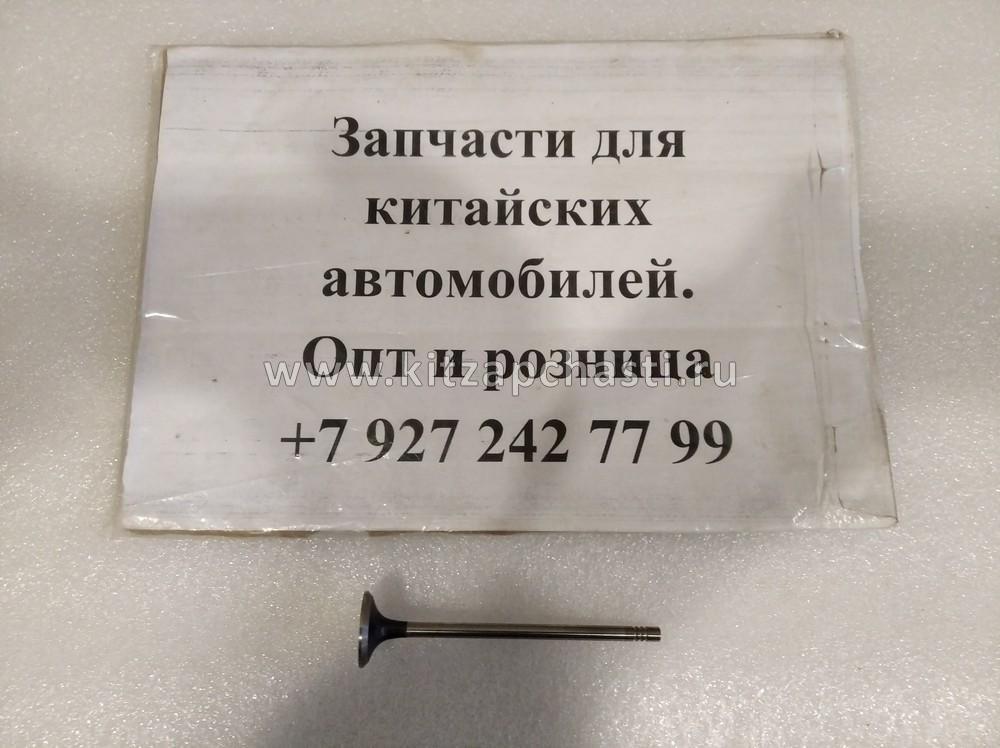 Запчасти для
китайских
автомобилей.
Опт и розница
www.kitzapchasti.ru
+7 927 242 77 99